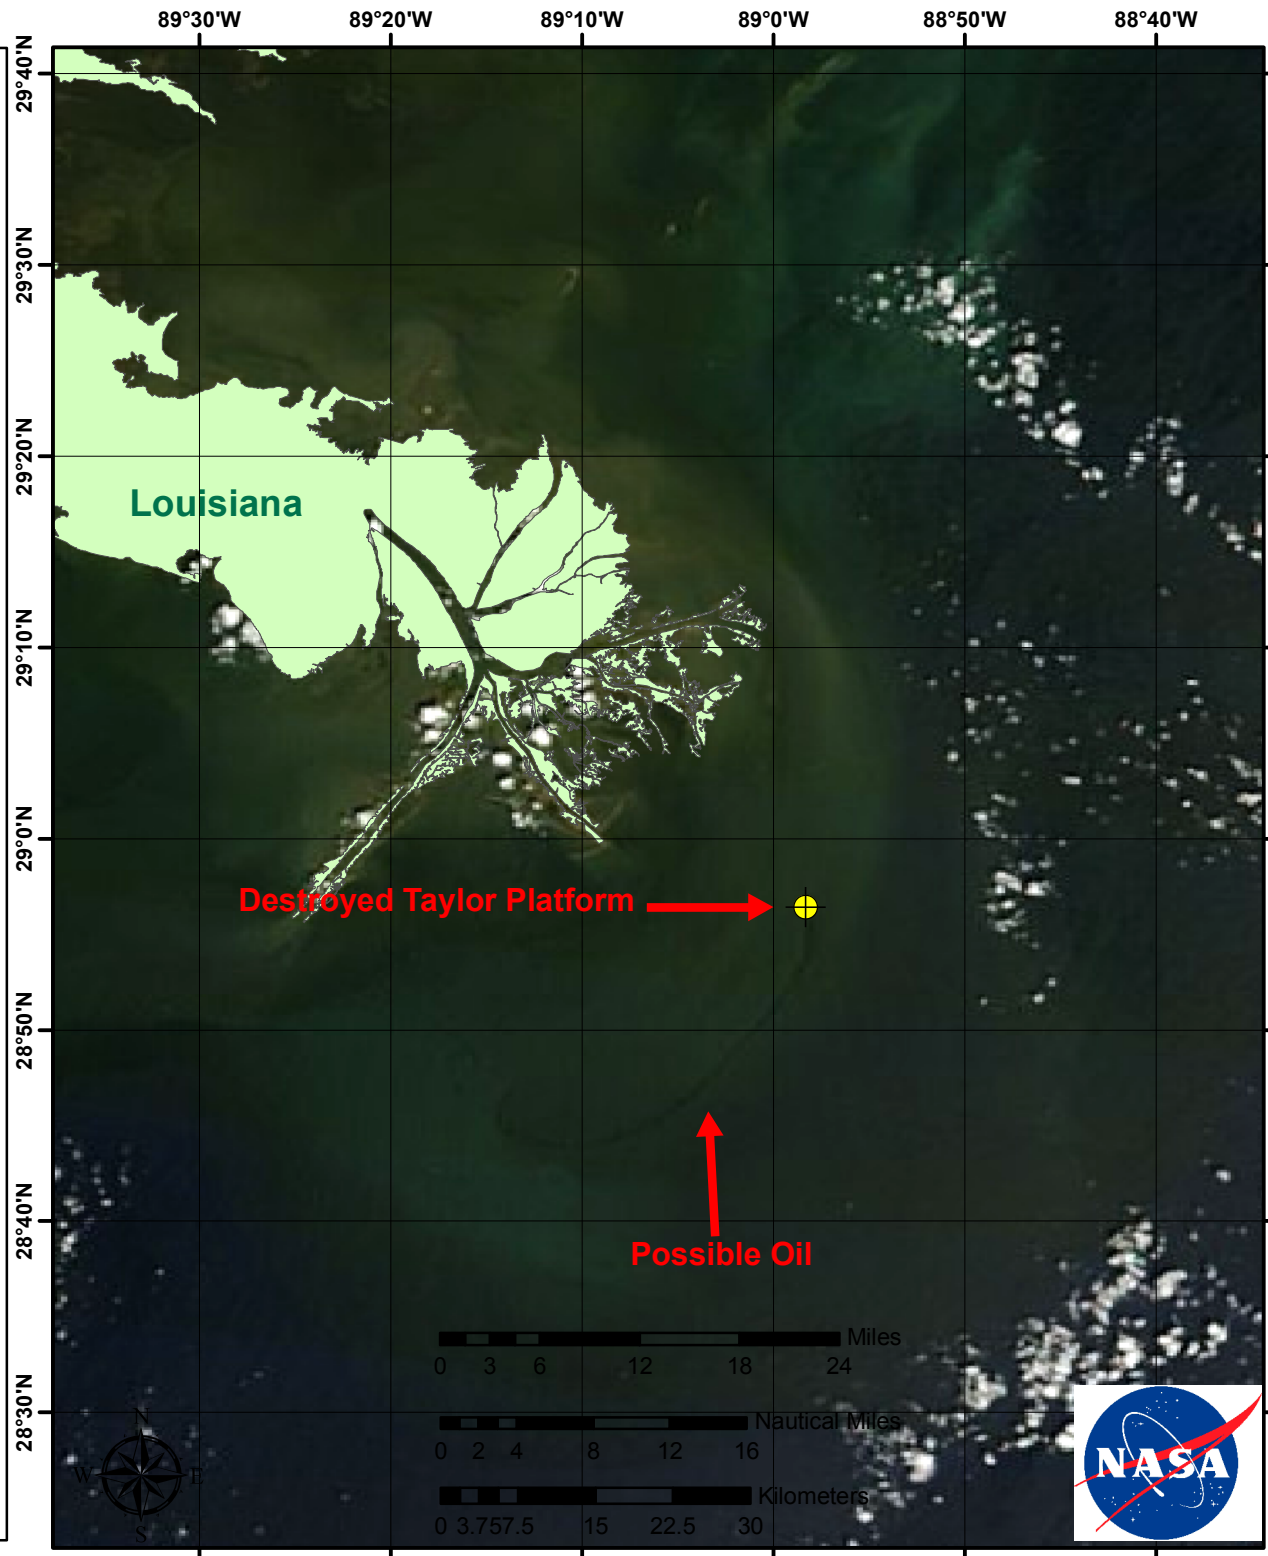 89°30'W 89°20'W 89°10'W 89°0'W 88°50'W 88°40'W
29°40'N
29°30'N
29°20'N
Louisiana
29°10'N
29°0'N
Destroyed Taylor Platform
28°50'N
28°40'N
Possible Oil
Miles
0 3 6 12 18 24
28°30'N
N
W E
S
Nautical Miles
0 2 4 8 12 16
Kilometers
0 3.75 7.5 15 22.5 30
NASA